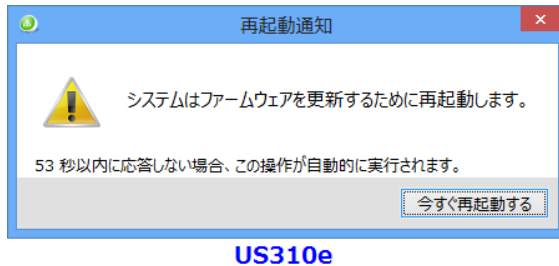 再起動通知
システムはファームウェアを更新するために再起動します。
53 秒以内に応答しない場合、この操作が自動的に実行されます。
今すぐ再起動する
US310e